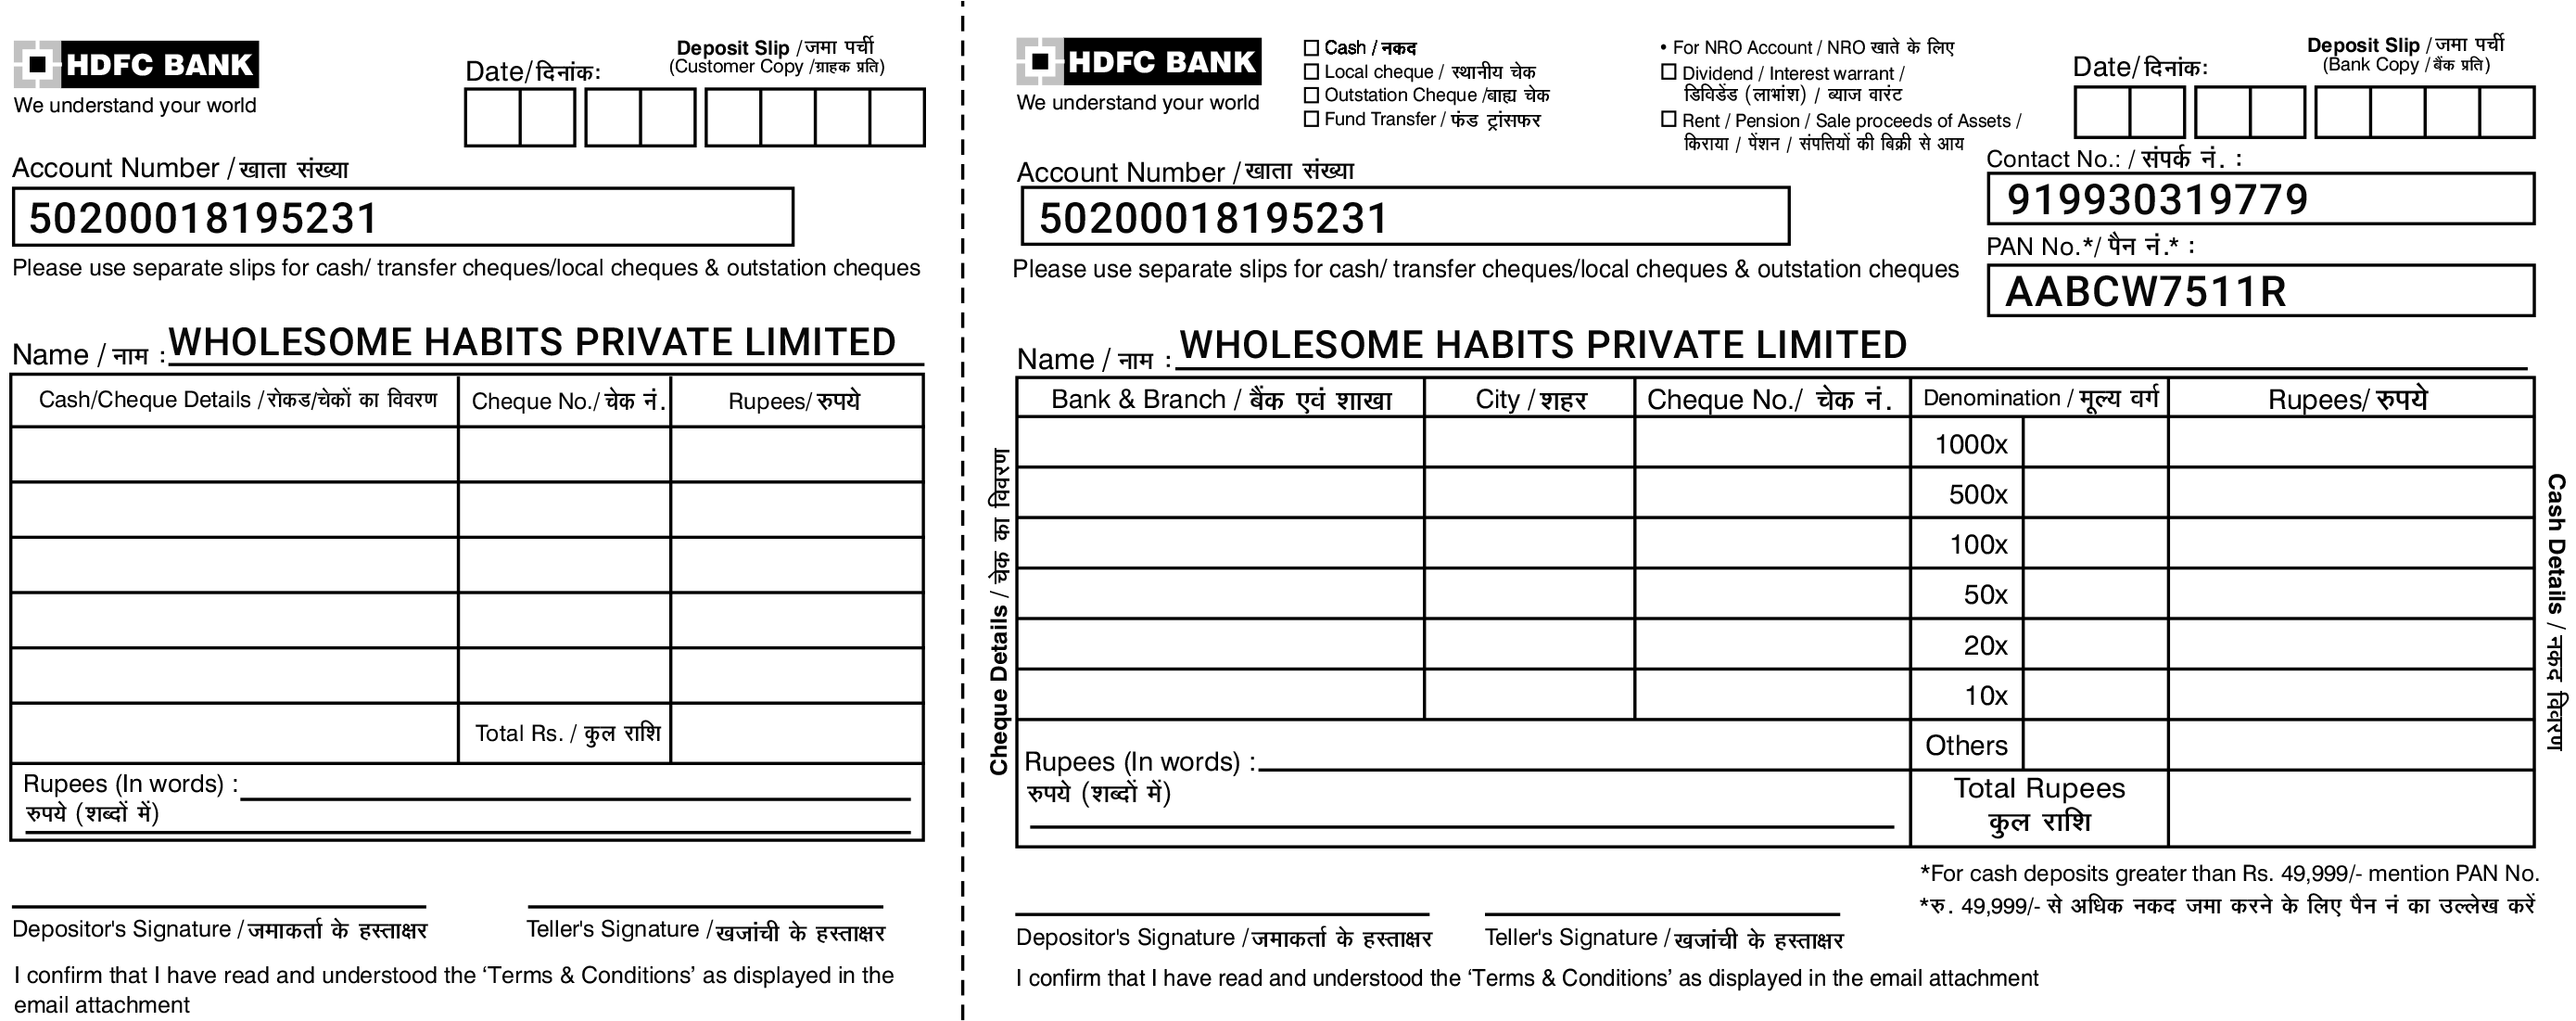 HDFC BANK
We understand your world
Deposit Slip / जमा पर्ची
(Customer Copy / ग्राहक प्रति)
Date/ दिनांक:
Account Number / खाता संख्या
50200018195231
Please use separate slips for cash/ transfer cheques/local cheques & outstation cheques
Name / नाम : WHOLESOME HABITS PRIVATE LIMITED
Cash/Cheque Details / रोकड/चेकों का विवरण Cheque No./ चेक नं. Rupees/ रुपये
Total Rs. / कुल राशि
Rupees (In words) :
रुपये (शब्दों में)
Depositor's Signature / जमाकर्ता के हस्ताक्षर Teller's Signature / खजांची के हस्ताक्षर
I confirm that I have read and understood the ‘Terms & Conditions’ as displayed in the
email attachment
HDFC BANK
We understand your world
Cash / नकद
Local cheque / स्थानीय चेक
Outstation Cheque / बाह्य चेक
Fund Transfer / फंड ट्रांसफर
• For NRO Account / NRO खाते के लिए
Dividend / Interest warrant /
डिविडेंड (लाभांश) / व्याज वारंट
Rent / Pension / Sale proceeds of Assets /
किराया / पेंशन / संपत्तियों की बिक्री से आय
Deposit Slip / जमा पर्ची
(Bank Copy / बैंक प्रति)
Date/ दिनांक:
Account Number / खाता संख्या
50200018195231
Contact No.: / संपर्क नं. :
919930319779
PAN No.*/ पैन नं.* :
AABCW7511R
Please use separate slips for cash/ transfer cheques/local cheques & outstation cheques
Name / नाम : WHOLESOME HABITS PRIVATE LIMITED
Cheque Details / चेक का विवरण
Bank & Branch / बैंक एवं शाखा City / शहर Cheque No./ चेक नं. Denomination / मूल्य वर्ग Rupees/ रुपये
1000x
500x
100x
50x
20x
10x
Others
Rupees (In words) :
रुपये (शब्दों में)
Total Rupees
कुल राशि
Cash Details / नकद विवरण
*For cash deposits greater than Rs. 49,999/- mention PAN No.
*रु. 49,999/- से अधिक नकद जमा करने के लिए पैन नं का उल्लेख करें
Depositor's Signature / जमाकर्ता के हस्ताक्षर Teller's Signature / खजांची के हस्ताक्षर
I confirm that I have read and understood the ‘Terms & Conditions’ as displayed in the email attachment